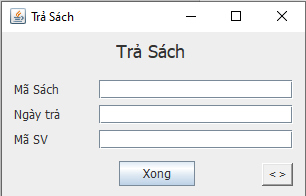 Trả Sách
Trả Sách
Mã Sách
Ngày trả
Mã SV
Xong
< >